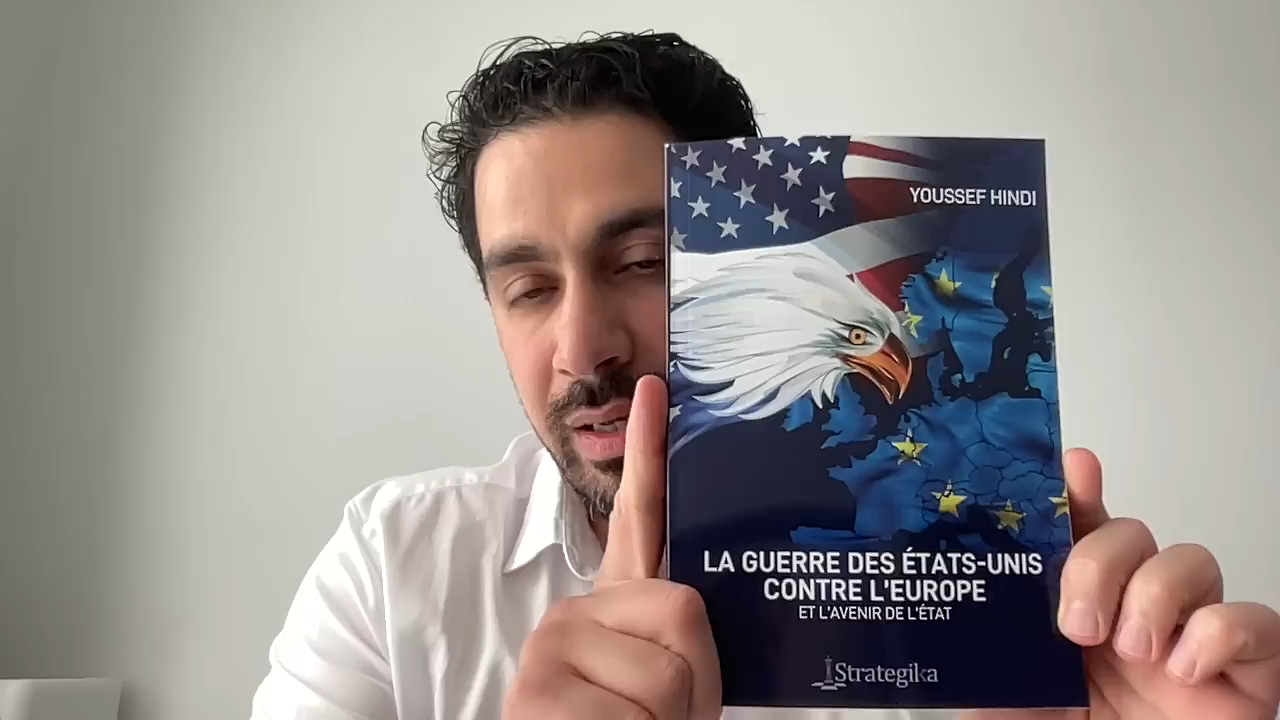 YOUSSEF HINDI
LA GUERRE DES ÉTATS-UNIS
CONTRE L'EUROPE
ET L'AVENIR DE L'ÉTAT
Strategika